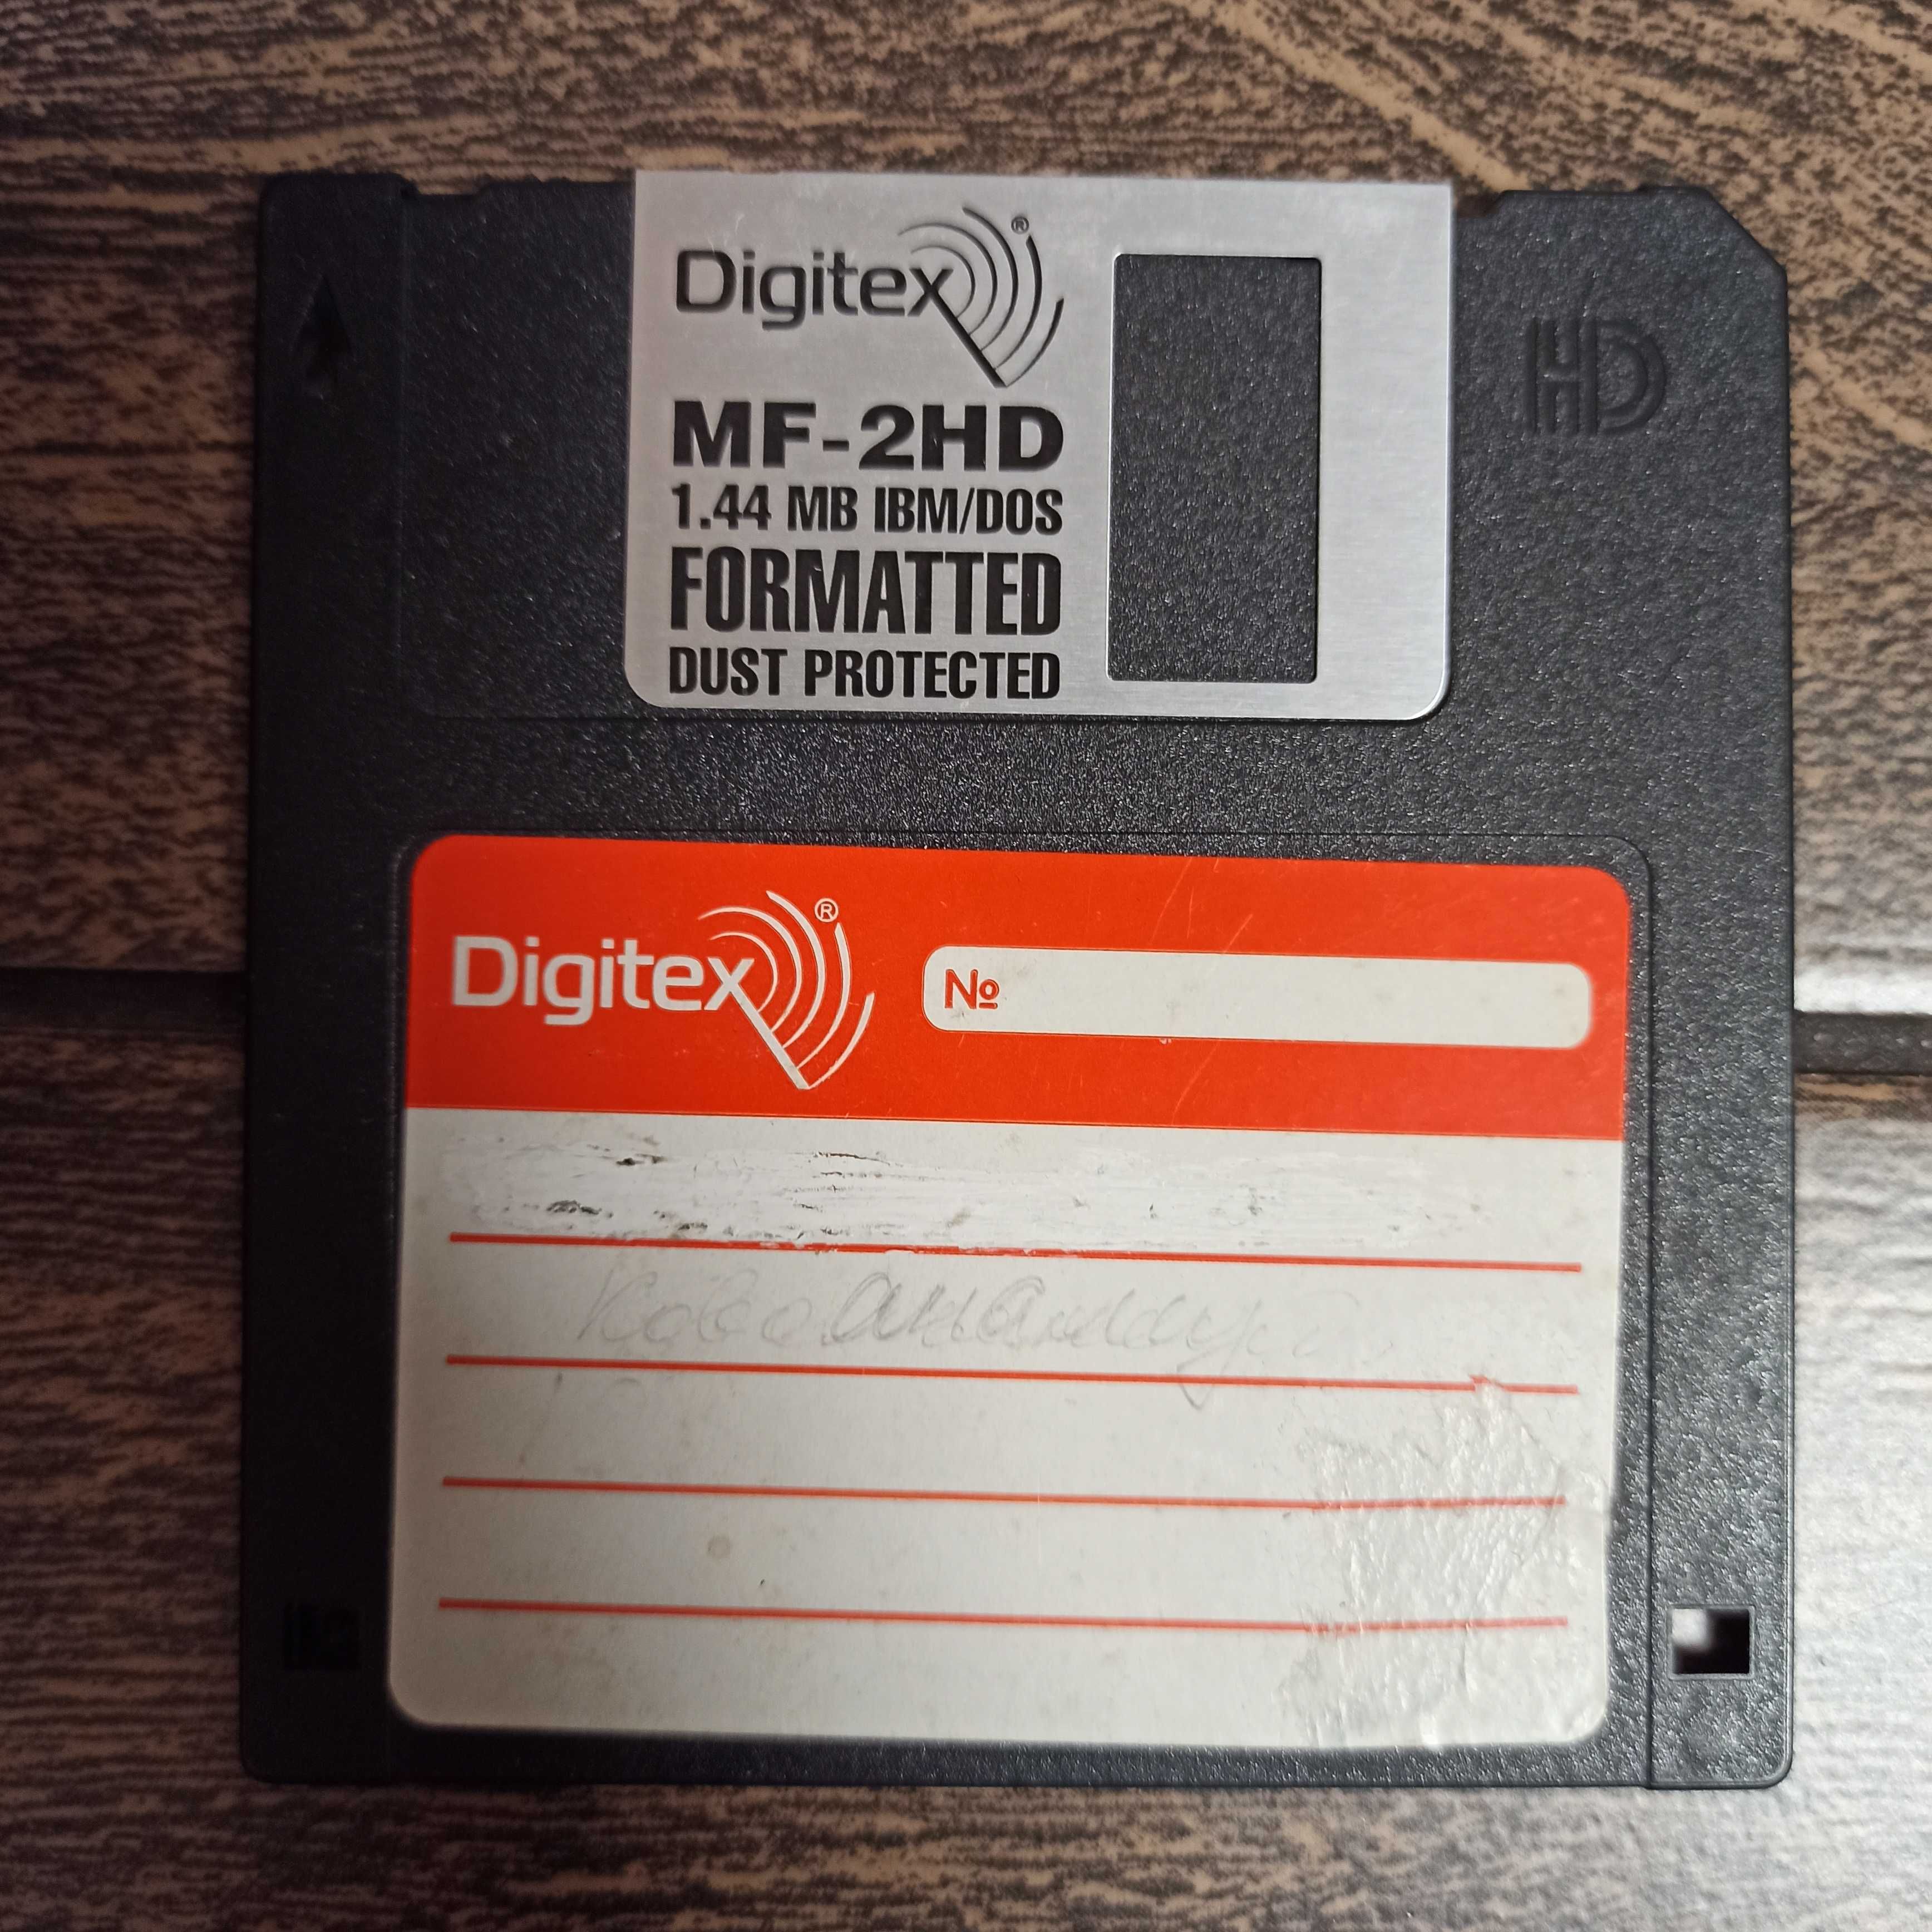 Digitex®
MF-2HD
1.44 MB IBM/DOS
FORMATTED
DUST PROTECTED
HD
Digitex®
№